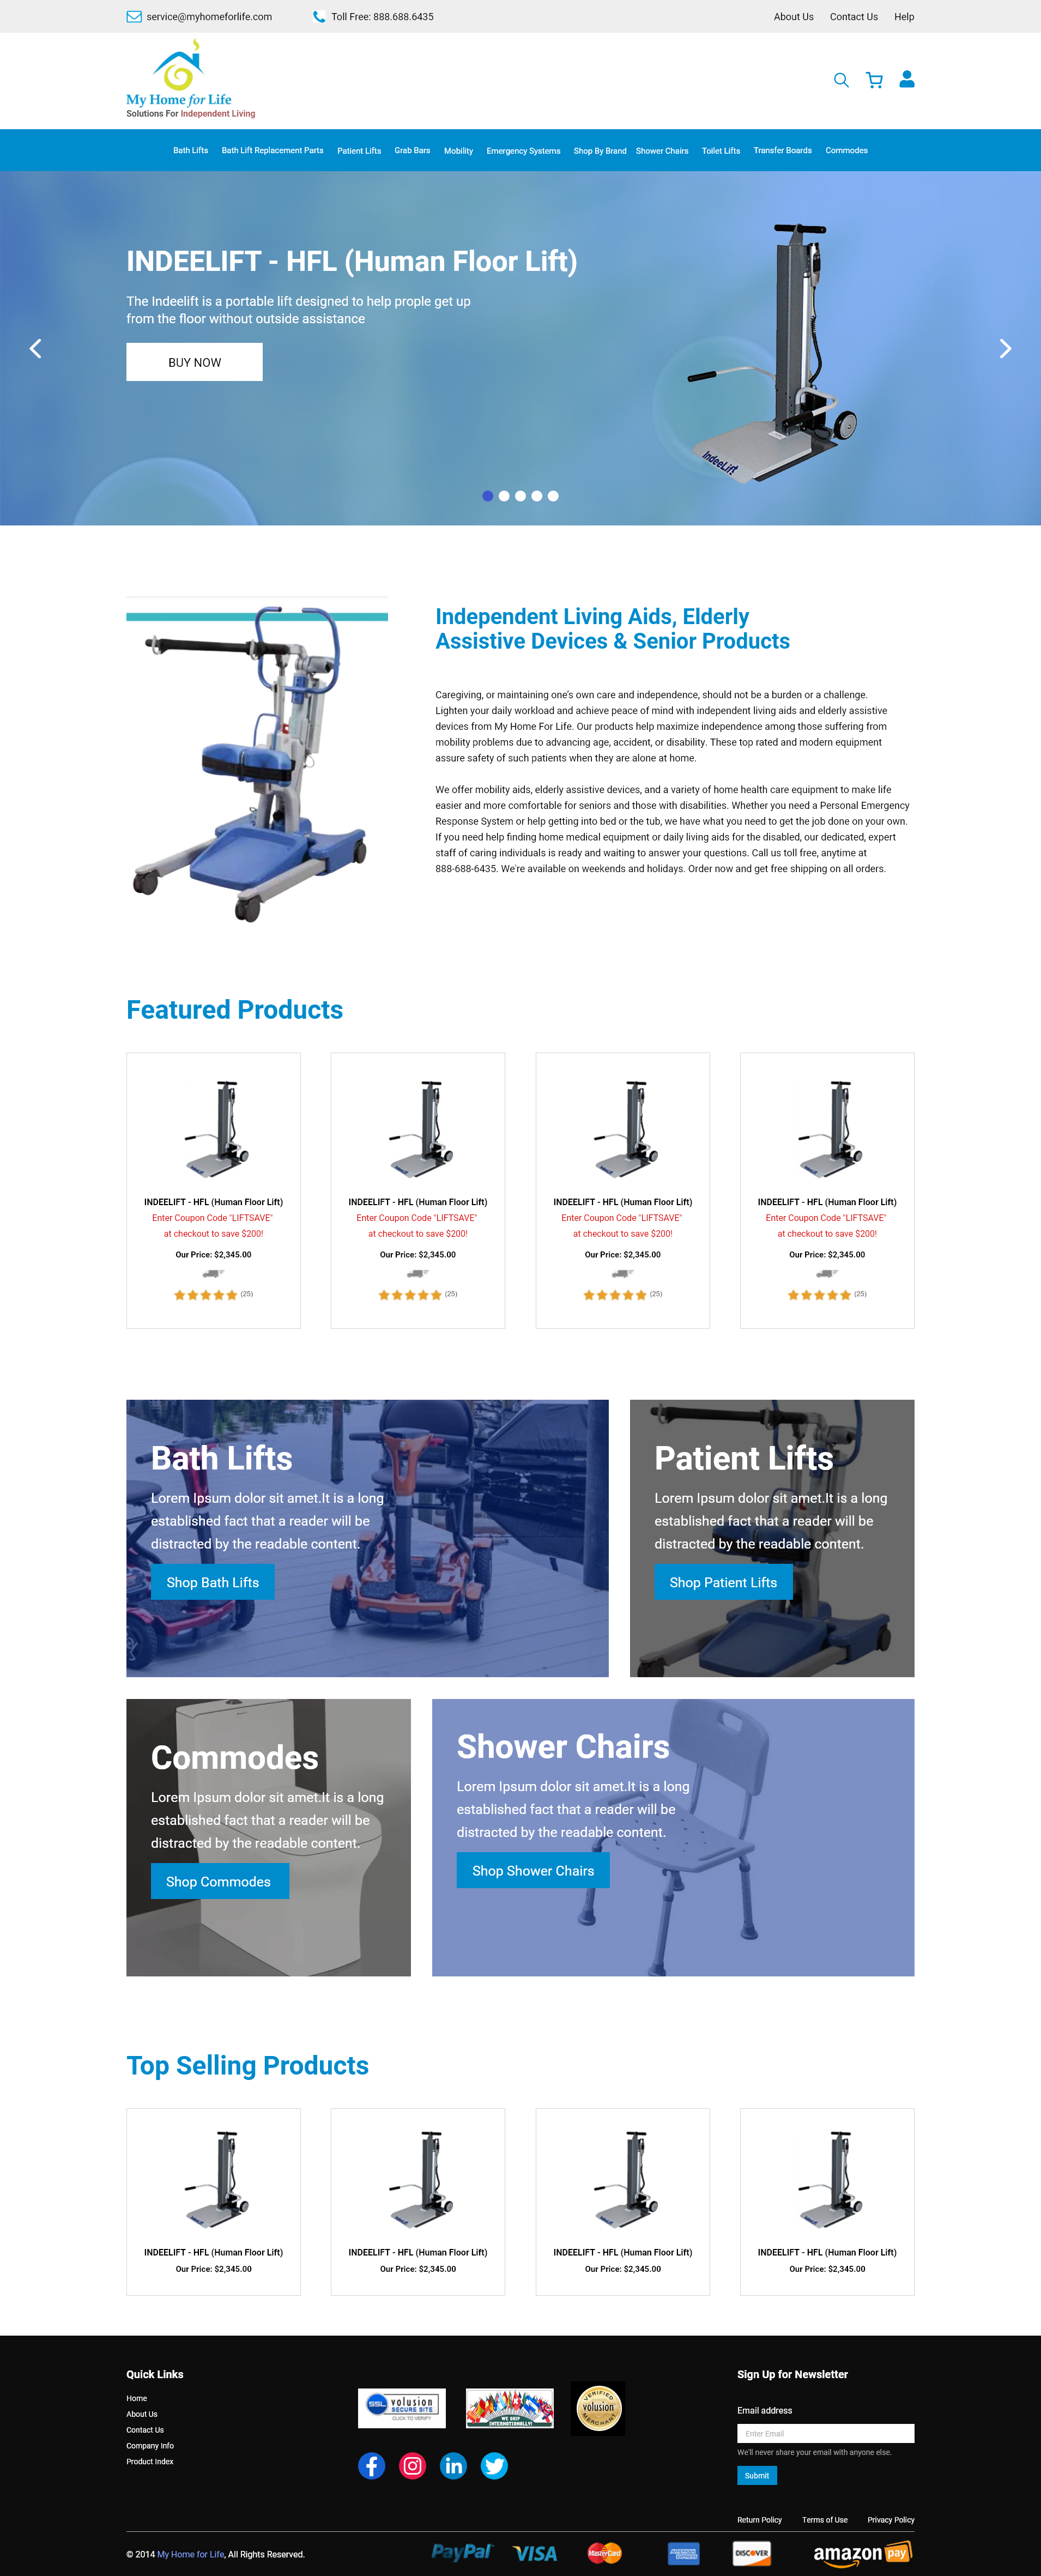 service@myhomeforlife.com
Toll Free: 888.688.6435
About Us
Contact Us
Help
My Home for Life
Solutions For Independent Living
Bath Lifts
Bath Lift Replacement Parts
Patient Lifts
Grab Bars
Mobility
Emergency Systems
Shop By Brand
Shower Chairs
Toilet Lifts
Transfer Boards
Commodes
INDEELIFT - HFL (Human Floor Lift)
The Indeelift is a portable lift designed to help prople get up
from the floor without outside assistance
BUY NOW
IndeeLift
Independent Living Aids, Elderly
Assistive Devices & Senior Products
Caregiving, or maintaining one's own care and independence, should not be a burden or a challenge.
Lighten your daily workload and achieve peace of mind with independent living aids and elderly assistive
devices from My Home For Life. Our products help maximize independence among those suffering from
mobility problems due to advancing age, accident, or disability. These top rated and modern equipment
assure safety of such patients when they are alone at home.
We offer mobility aids, elderly assistive devices, and a variety of home health care equipment to make life
easier and more comfortable for seniors and those with disabilities. Whether you need a Personal Emergency
Response System or help getting into bed or the tub, we have what you need to get the job done on your own.
If you need help finding home medical equipment or daily living aids for the disabled, our dedicated, expert
staff of caring individuals is ready and waiting to answer your questions. Call us toll free, anytime at
888-688-6435. We're available on weekends and holidays. Order now and get free shipping on all orders.
Featured Products
INDEELIFT - HFL (Human Floor Lift)
Enter Coupon Code "LIFTSAVE"
at checkout to save $200!
Our Price: $2,345.00
(25)
INDEELIFT - HFL (Human Floor Lift)
Enter Coupon Code "LIFTSAVE"
at checkout to save $200!
Our Price: $2,345.00
(25)
INDEELIFT - HFL (Human Floor Lift)
Enter Coupon Code "LIFTSAVE"
at checkout to save $200!
Our Price: $2,345.00
(25)
INDEELIFT - HFL (Human Floor Lift)
Enter Coupon Code "LIFTSAVE"
at checkout to save $200!
Our Price: $2,345.00
(25)
Bath Lifts
Lorem Ipsum dolor sit amet.It is a long
established fact that a reader will be
distracted by the readable content.
Shop Bath Lifts
Patient Lifts
Lorem Ipsum dolor sit amet.It is a long
established fact that a reader will be
distracted by the readable content.
Shop Patient Lifts
Commodes
Lorem Ipsum dolor sit amet.It is a long
established fact that a reader will be
distracted by the readable content.
Shop Commodes
Shower Chairs
Lorem Ipsum dolor sit amet.It is a long
established fact that a reader will be
distracted by the readable content.
Shop Shower Chairs
Top Selling Products
INDEELIFT - HFL (Human Floor Lift)
Our Price: $2,345.00
INDEELIFT - HFL (Human Floor Lift)
Our Price: $2,345.00
INDEELIFT - HFL (Human Floor Lift)
Our Price: $2,345.00
INDEELIFT - HFL (Human Floor Lift)
Our Price: $2,345.00
Quick Links
Home
About Us
Contact Us
Company Info
Product Index
SSL volusion
SECURE SITE
CLICK TO VERIFY
WE SHIP
INTERNATIONALLY!
VERIFIED
volusion
MERCHANT
Sign Up for Newsletter
Email address
Enter Email
We'll never share your email with anyone else.
Submit
Return Policy
Terms of Use
Privacy Policy
© 2014 My Home for Life, All Rights Reserved.
PayPal
VISA
MasterCard
AMERICAN EXPRESS
DISCOVER
amazon pay